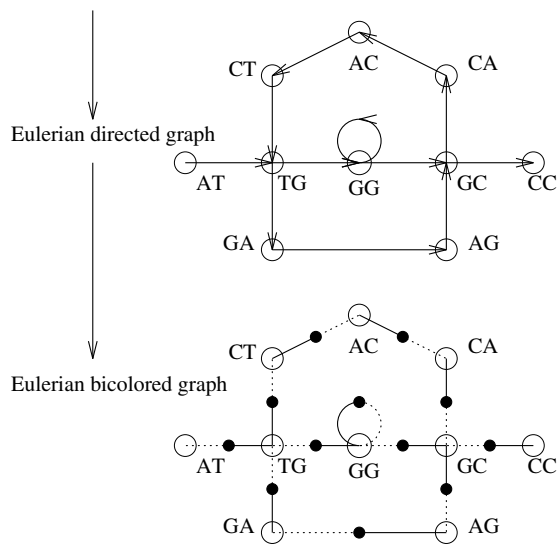 CT AC CA
Eulerian directed graph
AT TG GG GC CC
GA AG
CT AC CA
Eulerian bicolored graph
AT TG GG GC CC
GA AG